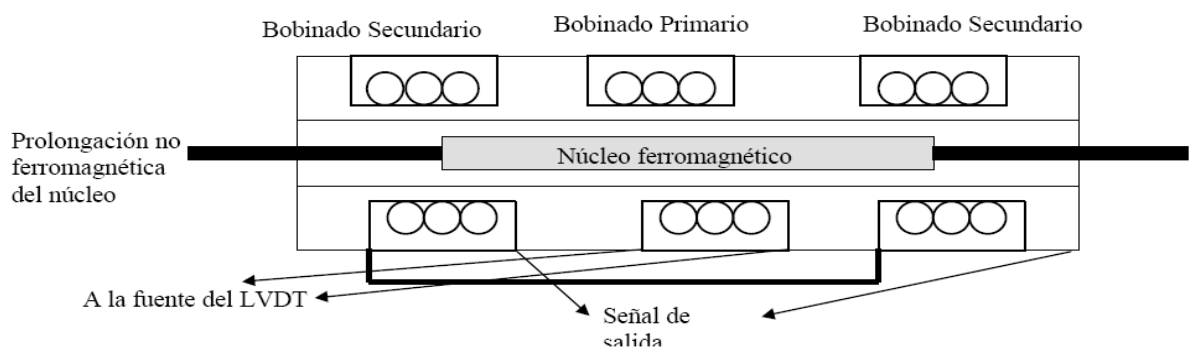 Bobinado Secundario
Bobinado Primario
Bobinado Secundario
Prolongación no
ferromagnética
del núcleo
Núcleo ferromagnético
A la fuente del LVDT
Señal de
salida